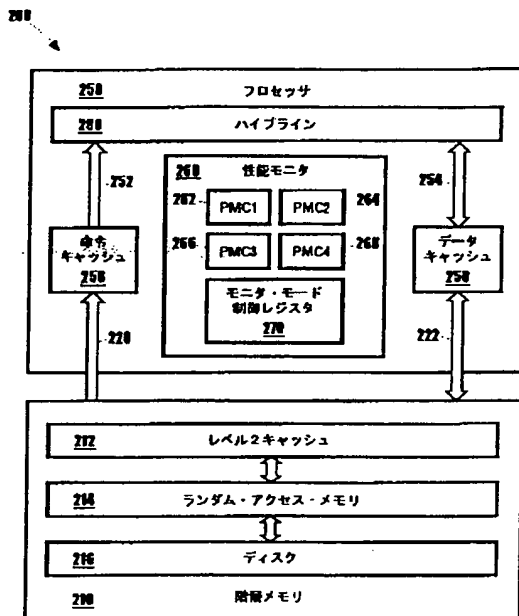 200
250 プロセッサ
280 パイプライン
252
260 性能モニタ
254
262 PMC1 PMC2 264
266 PMC3 PMC4 268
命令
キャッシュ
256
データ
キャッシュ
258
モニタ・モード
制御レジスタ
270
220
222
212 レベル2キャッシュ
214 ランダム・アクセス・メモリ
216 ディスク
210 階層メモリ